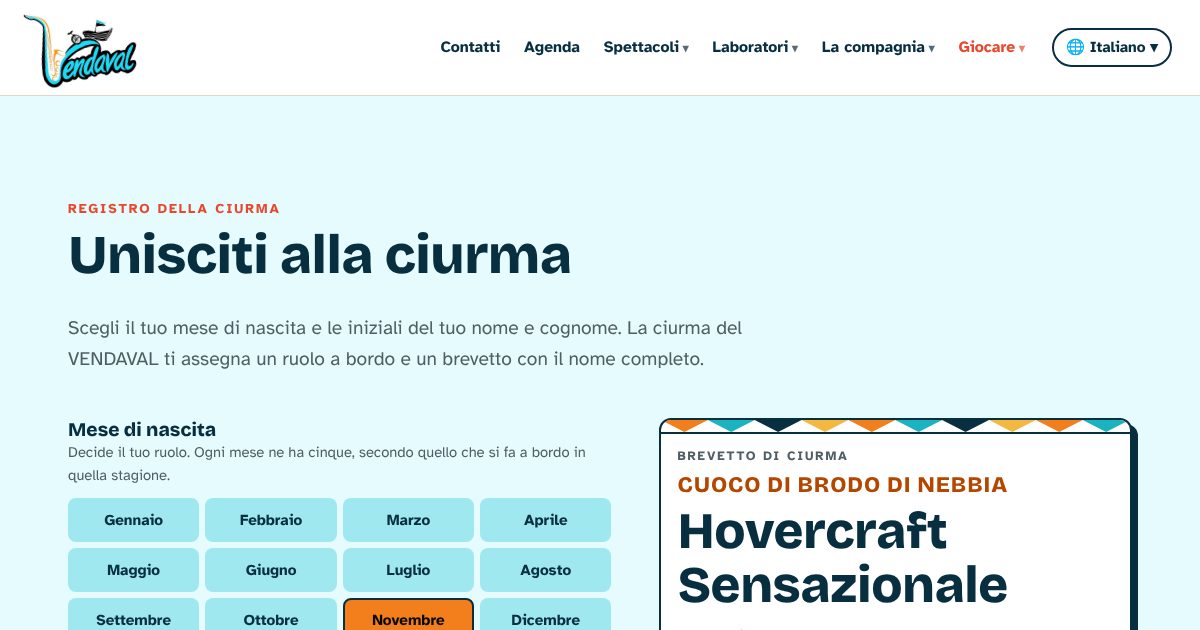 Vendaval
Contatti Agenda Spettacoli ▾ Laboratori ▾ La compagnia ▾ Giocare ▾ Italiano ▾
REGISTRO DELLA CIURMA
Unisciti alla ciurma
Scegli il tuo mese di nascita e le iniziali del tuo nome e cognome. La ciurma del
VENDAVAL ti assegna un ruolo a bordo e un brevetto con il nome completo.
Mese di nascita
Decide il tuo ruolo. Ogni mese ne ha cinque, secondo quello che si fa a bordo in
quella stagione.
Gennaio Febbraio Marzo Aprile
Maggio Giugno Luglio Agosto
Settembre Ottobre Novembre Dicembre
BREVETTO DI CIURMA
CUOCO DI BRODO DI NEBBIA
Hovercraft
Sensazionale